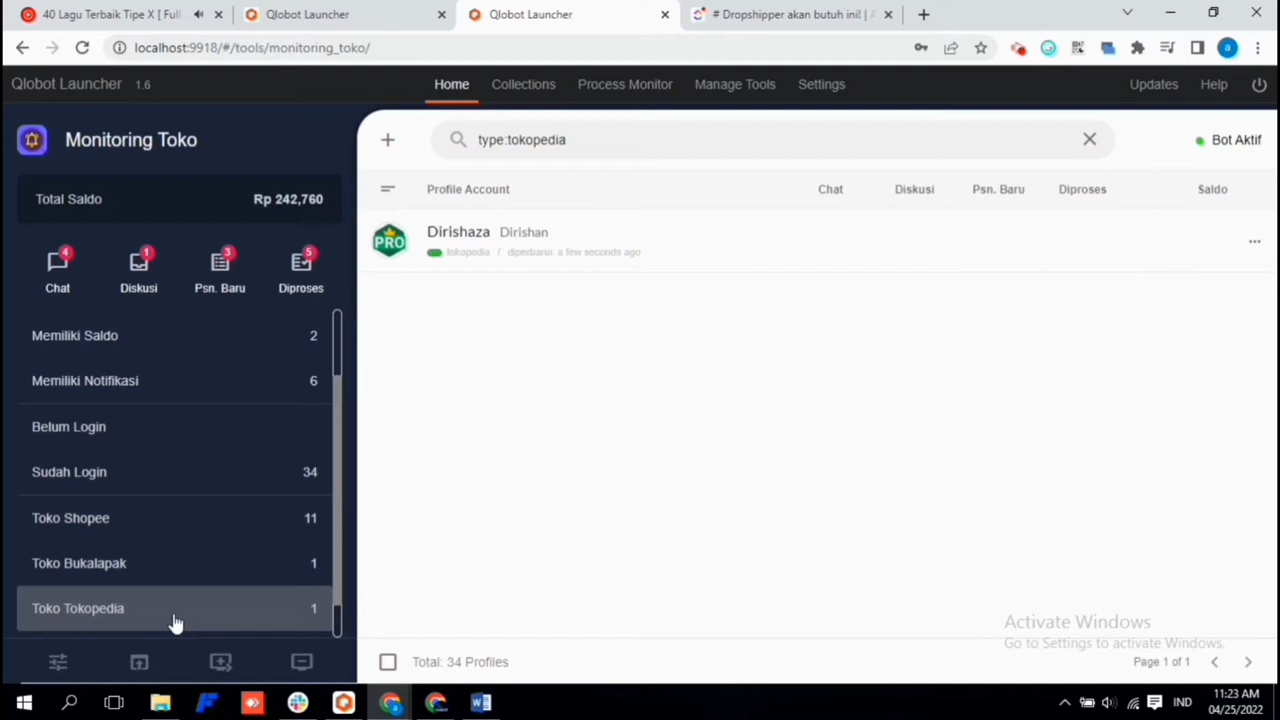 40 Lagu Terbaik Tipe X [ Full
Qlobot Launcher
Qlobot Launcher
# Dropshipper akan butuh ini! | A
localhost:9918/#/tools/monitoring_toko/
a
Qlobot Launcher 1.6
Home Collections Process Monitor Manage Tools Settings Updates Help
Monitoring Toko
Total Saldo Rp 242,760
4 1 3 5
Chat Diskusi Psn. Baru Diproses
Memiliki Saldo 2
Memiliki Notifikasi 6
Belum Login
Sudah Login 34
Toko Shopee 11
Toko Bukalapak 1
Toko Tokopedia 1
type:tokopedia
Bot Aktif
Profile Account Chat Diskusi Psn. Baru Diproses Saldo
PRO
Dirishaza Dirishan
tokopedia / diperbarui: a few seconds ago
Activate Windows
Go to Settings to activate Windows.
Total: 34 Profiles
Page 1 of 1
IND
11:23 AM
04/25/2022